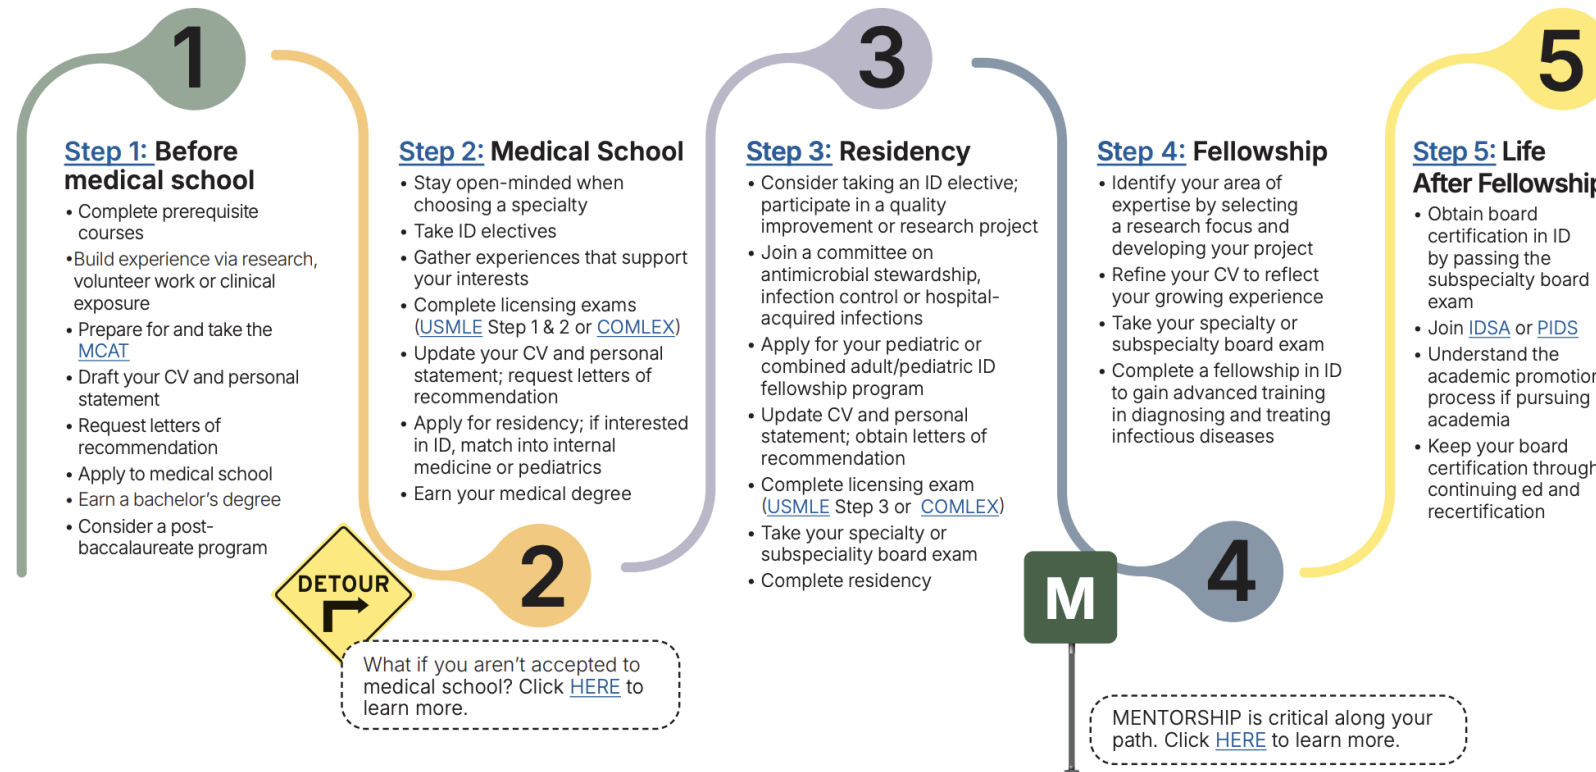 1
Step 1: Before
medical school
• Complete prerequisite
courses
•Build experience via research,
volunteer work or clinical
exposure
• Prepare for and take the
MCAT
• Draft your CV and personal
statement
• Request letters of
recommendation
• Apply to medical school
• Earn a bachelor's degree
• Consider a post-
baccalaureate program
DETOUR
What if you aren't accepted to
medical school? Click HERE to
learn more.
2
Step 2: Medical School
• Stay open-minded when
choosing a specialty
• Take ID electives
• Gather experiences that support
your interests
• Complete licensing exams
(USMLE Step 1 & 2 or COMLEX)
• Update your CV and personal
statement; request letters of
recommendation
• Apply for residency; if interested
in ID, match into internal
medicine or pediatrics
• Earn your medical degree
3
Step 3: Residency
• Consider taking an ID elective;
participate in a quality
improvement or research project
• Join a committee on
antimicrobial stewardship,
infection control or hospital-
acquired infections
• Apply for your pediatric or
combined adult/pediatric ID
fellowship program
• Update CV and personal
statement; obtain letters of
recommendation
• Complete licensing exam
(USMLE Step 3 or COMLEX)
• Take your specialty or
subspeciality board exam
• Complete residency
4
Step 4: Fellowship
• Identify your area of
expertise by selecting
a research focus and
developing your project
• Refine your CV to reflect
your growing experience
• Take your specialty or
subspecialty board exam
• Complete a fellowship in ID
to gain advanced training
in diagnosing and treating
infectious diseases
M
MENTORSHIP is critical along your
path. Click HERE to learn more.
5
Step 5: Life
After Fellowship
• Obtain board
certification in ID
by passing the
subspecialty board
exam
• Join IDSA or PIDS
• Understand the
academic promotion
process if pursuing
academia
• Keep your board
certification through
continuing ed and
recertification